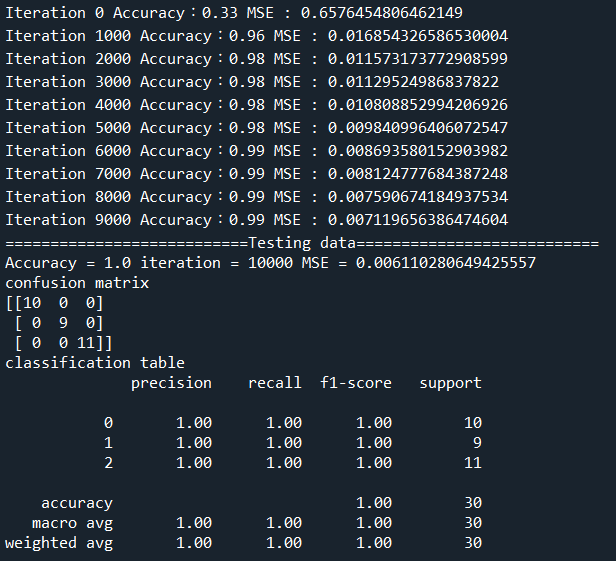 Iteration 0 Accuracy：0.33 MSE : 0.6576454806462149
Iteration 1000 Accuracy：0.96 MSE : 0.016854326586530004
Iteration 2000 Accuracy：0.98 MSE : 0.011573173772908599
Iteration 3000 Accuracy：0.98 MSE : 0.01129524986837822
Iteration 4000 Accuracy：0.98 MSE : 0.010808852994206926
Iteration 5000 Accuracy：0.98 MSE : 0.009840996406072547
Iteration 6000 Accuracy：0.99 MSE : 0.008693580152903982
Iteration 7000 Accuracy：0.99 MSE : 0.008124777684387248
Iteration 8000 Accuracy：0.99 MSE : 0.007590674184937534
Iteration 9000 Accuracy：0.99 MSE : 0.007119656386474604
===========================Testing data===========================
Accuracy = 1.0 iteration = 10000 MSE = 0.006110280649425557
confusion matrix
[[10  0  0]
 [ 0  9  0]
 [ 0  0 11]]
classification table
              precision    recall  f1-score   support

           0       1.00      1.00      1.00        10
           1       1.00      1.00      1.00         9
           2       1.00      1.00      1.00        11

    accuracy                           1.00        30
   macro avg       1.00      1.00      1.00        30
weighted avg       1.00      1.00      1.00        30